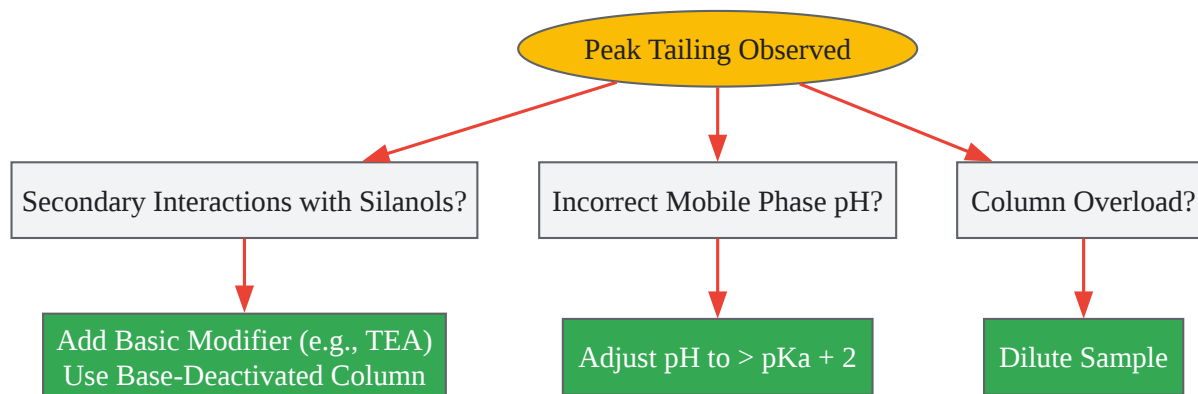 Peak Tailing Observed
Secondary Interactions with Silanols?
Incorrect Mobile Phase pH?
Column Overload?
Add Basic Modifier (e.g., TEA)
Use Base-Deactivated Column
Adjust pH to > pKa + 2
Dilute Sample